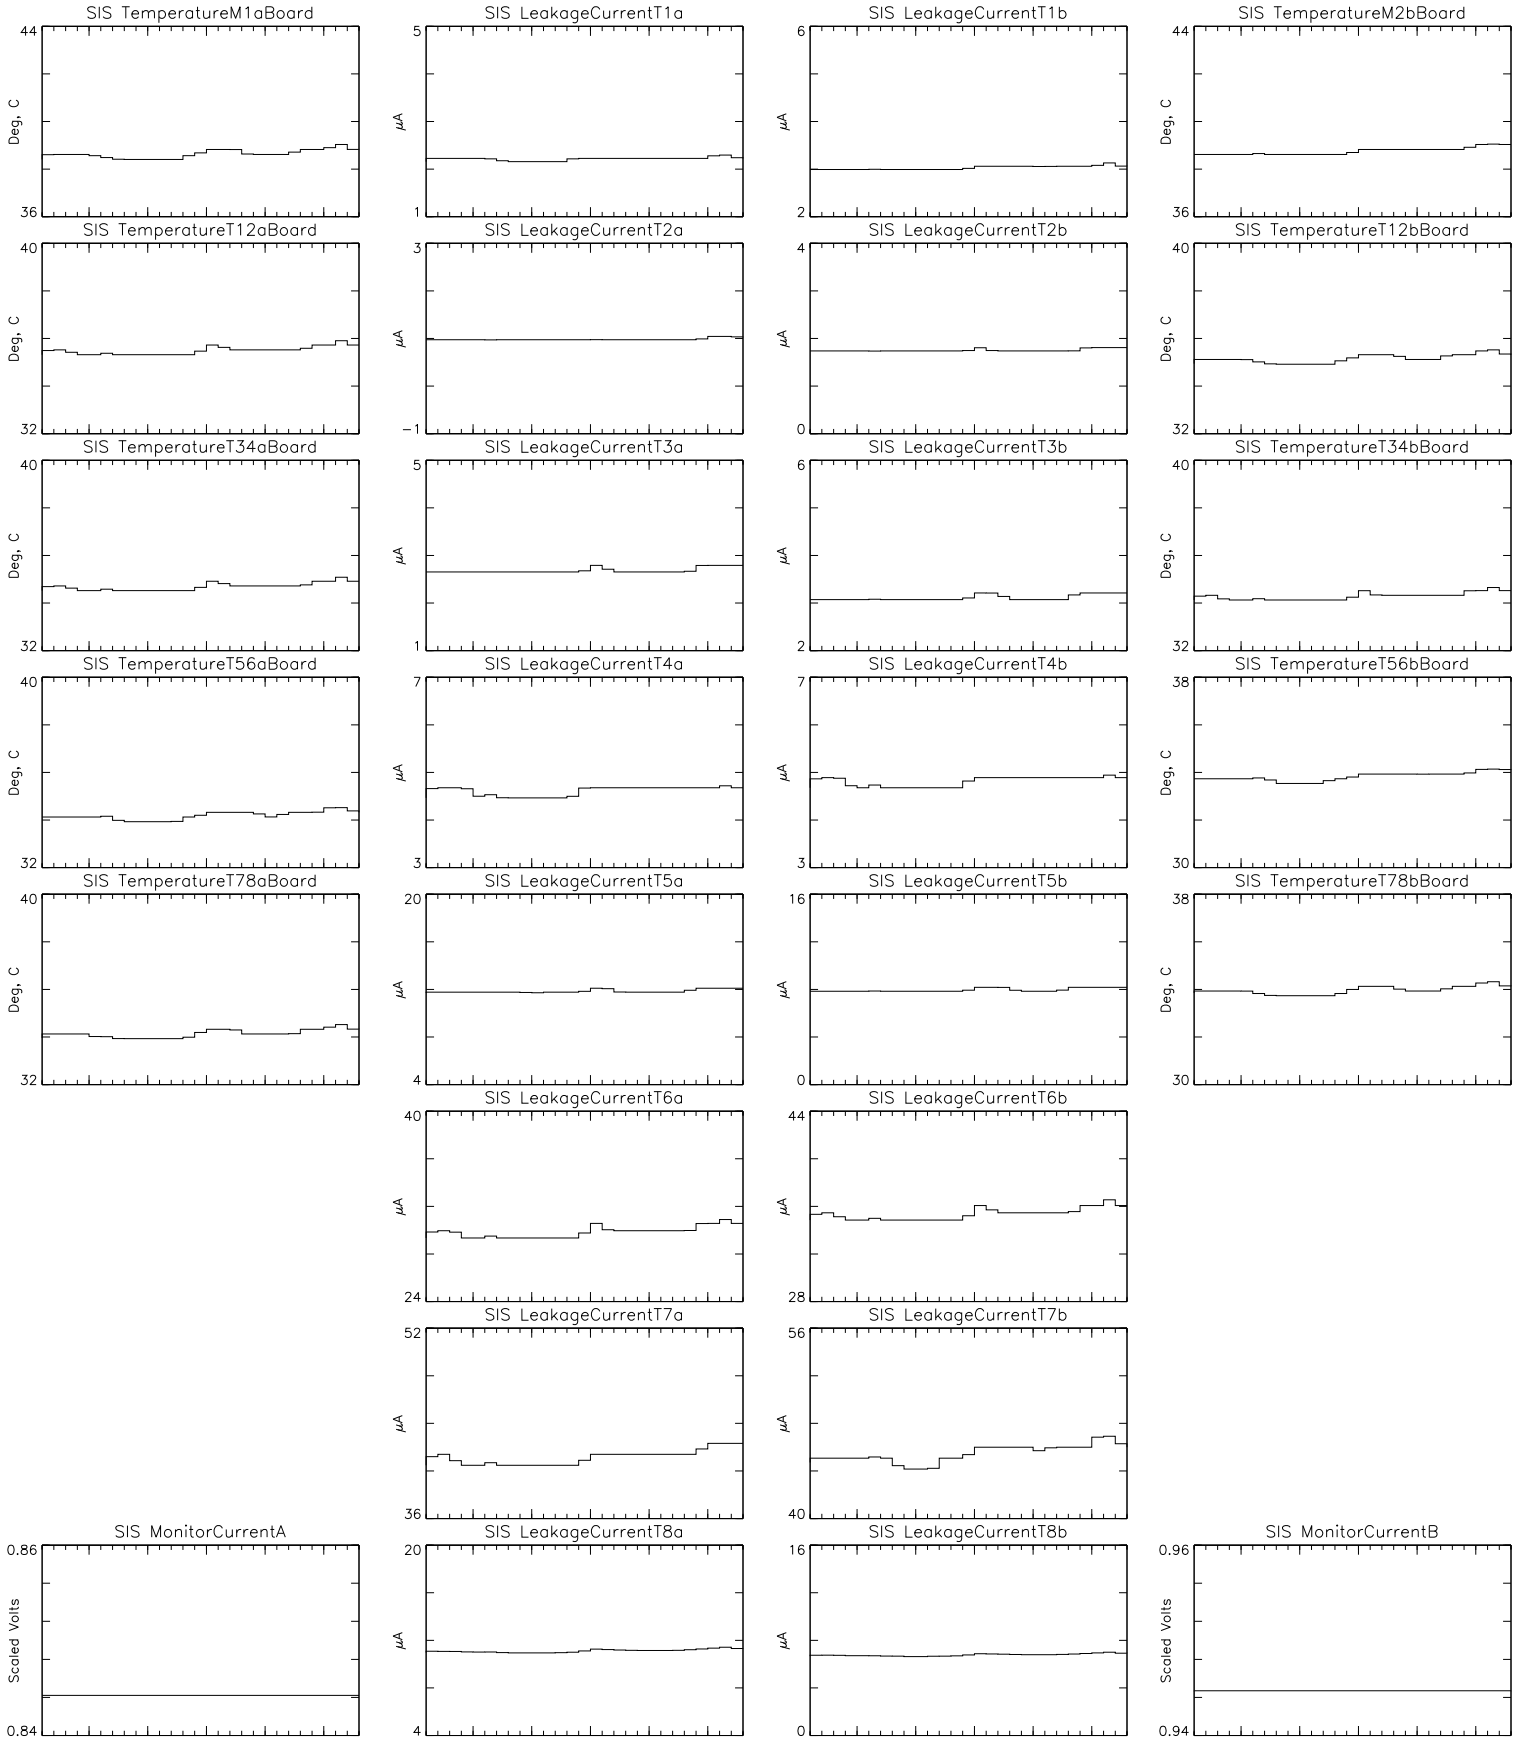 SIS TemperatureM1aBoard
44
Deg, C
36
SIS LeakageCurrentT1a
5
μA
1
SIS LeakageCurrentT1b
6
μA
2
SIS TemperatureM2bBoard
44
Deg, C
36
SIS TemperatureT12aBoard
40
Deg, C
32
SIS LeakageCurrentT2a
3
μA
−1
SIS LeakageCurrentT2b
4
μA
0
SIS TemperatureT12bBoard
40
Deg, C
32
SIS TemperatureT34aBoard
40
Deg, C
32
SIS LeakageCurrentT3a
5
μA
1
SIS LeakageCurrentT3b
6
μA
2
SIS TemperatureT34bBoard
40
Deg, C
32
SIS TemperatureT56aBoard
40
Deg, C
32
SIS LeakageCurrentT4a
7
μA
3
SIS LeakageCurrentT4b
7
μA
3
SIS TemperatureT56bBoard
38
Deg, C
30
SIS TemperatureT78aBoard
40
Deg, C
32
SIS LeakageCurrentT5a
20
μA
4
SIS LeakageCurrentT5b
16
μA
0
SIS TemperatureT78bBoard
38
Deg, C
30
SIS LeakageCurrentT6a
40
μA
24
SIS LeakageCurrentT6b
44
μA
28
SIS LeakageCurrentT7a
52
μA
36
SIS LeakageCurrentT7b
56
μA
40
SIS MonitorCurrentA
0.86
Scaled Volts
0.84
SIS LeakageCurrentT8a
20
μA
4
SIS LeakageCurrentT8b
16
μA
0
SIS MonitorCurrentB
0.96
Scaled Volts
0.94